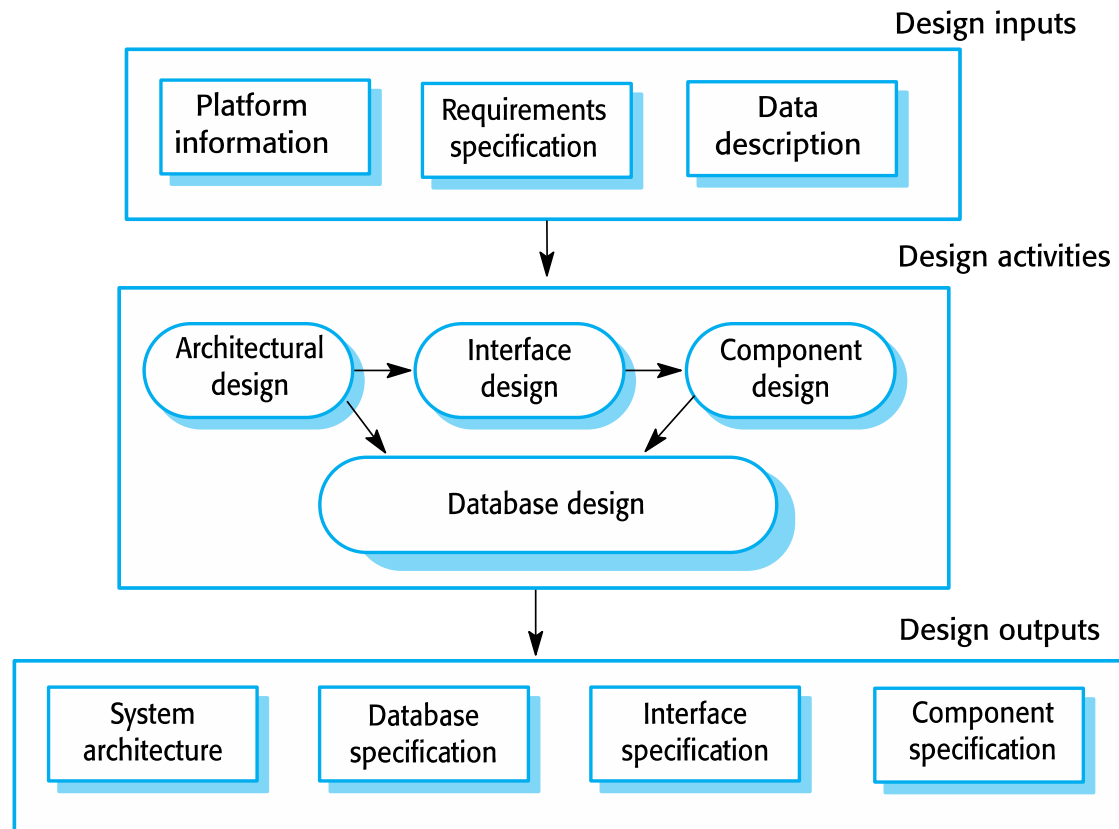 Design inputs
Platform
information
Requirements
specification
Data
description
Design activities
Architectural
design
Interface
design
Component
design
Database design
Design outputs
System
architecture
Database
specification
Interface
specification
Component
specification